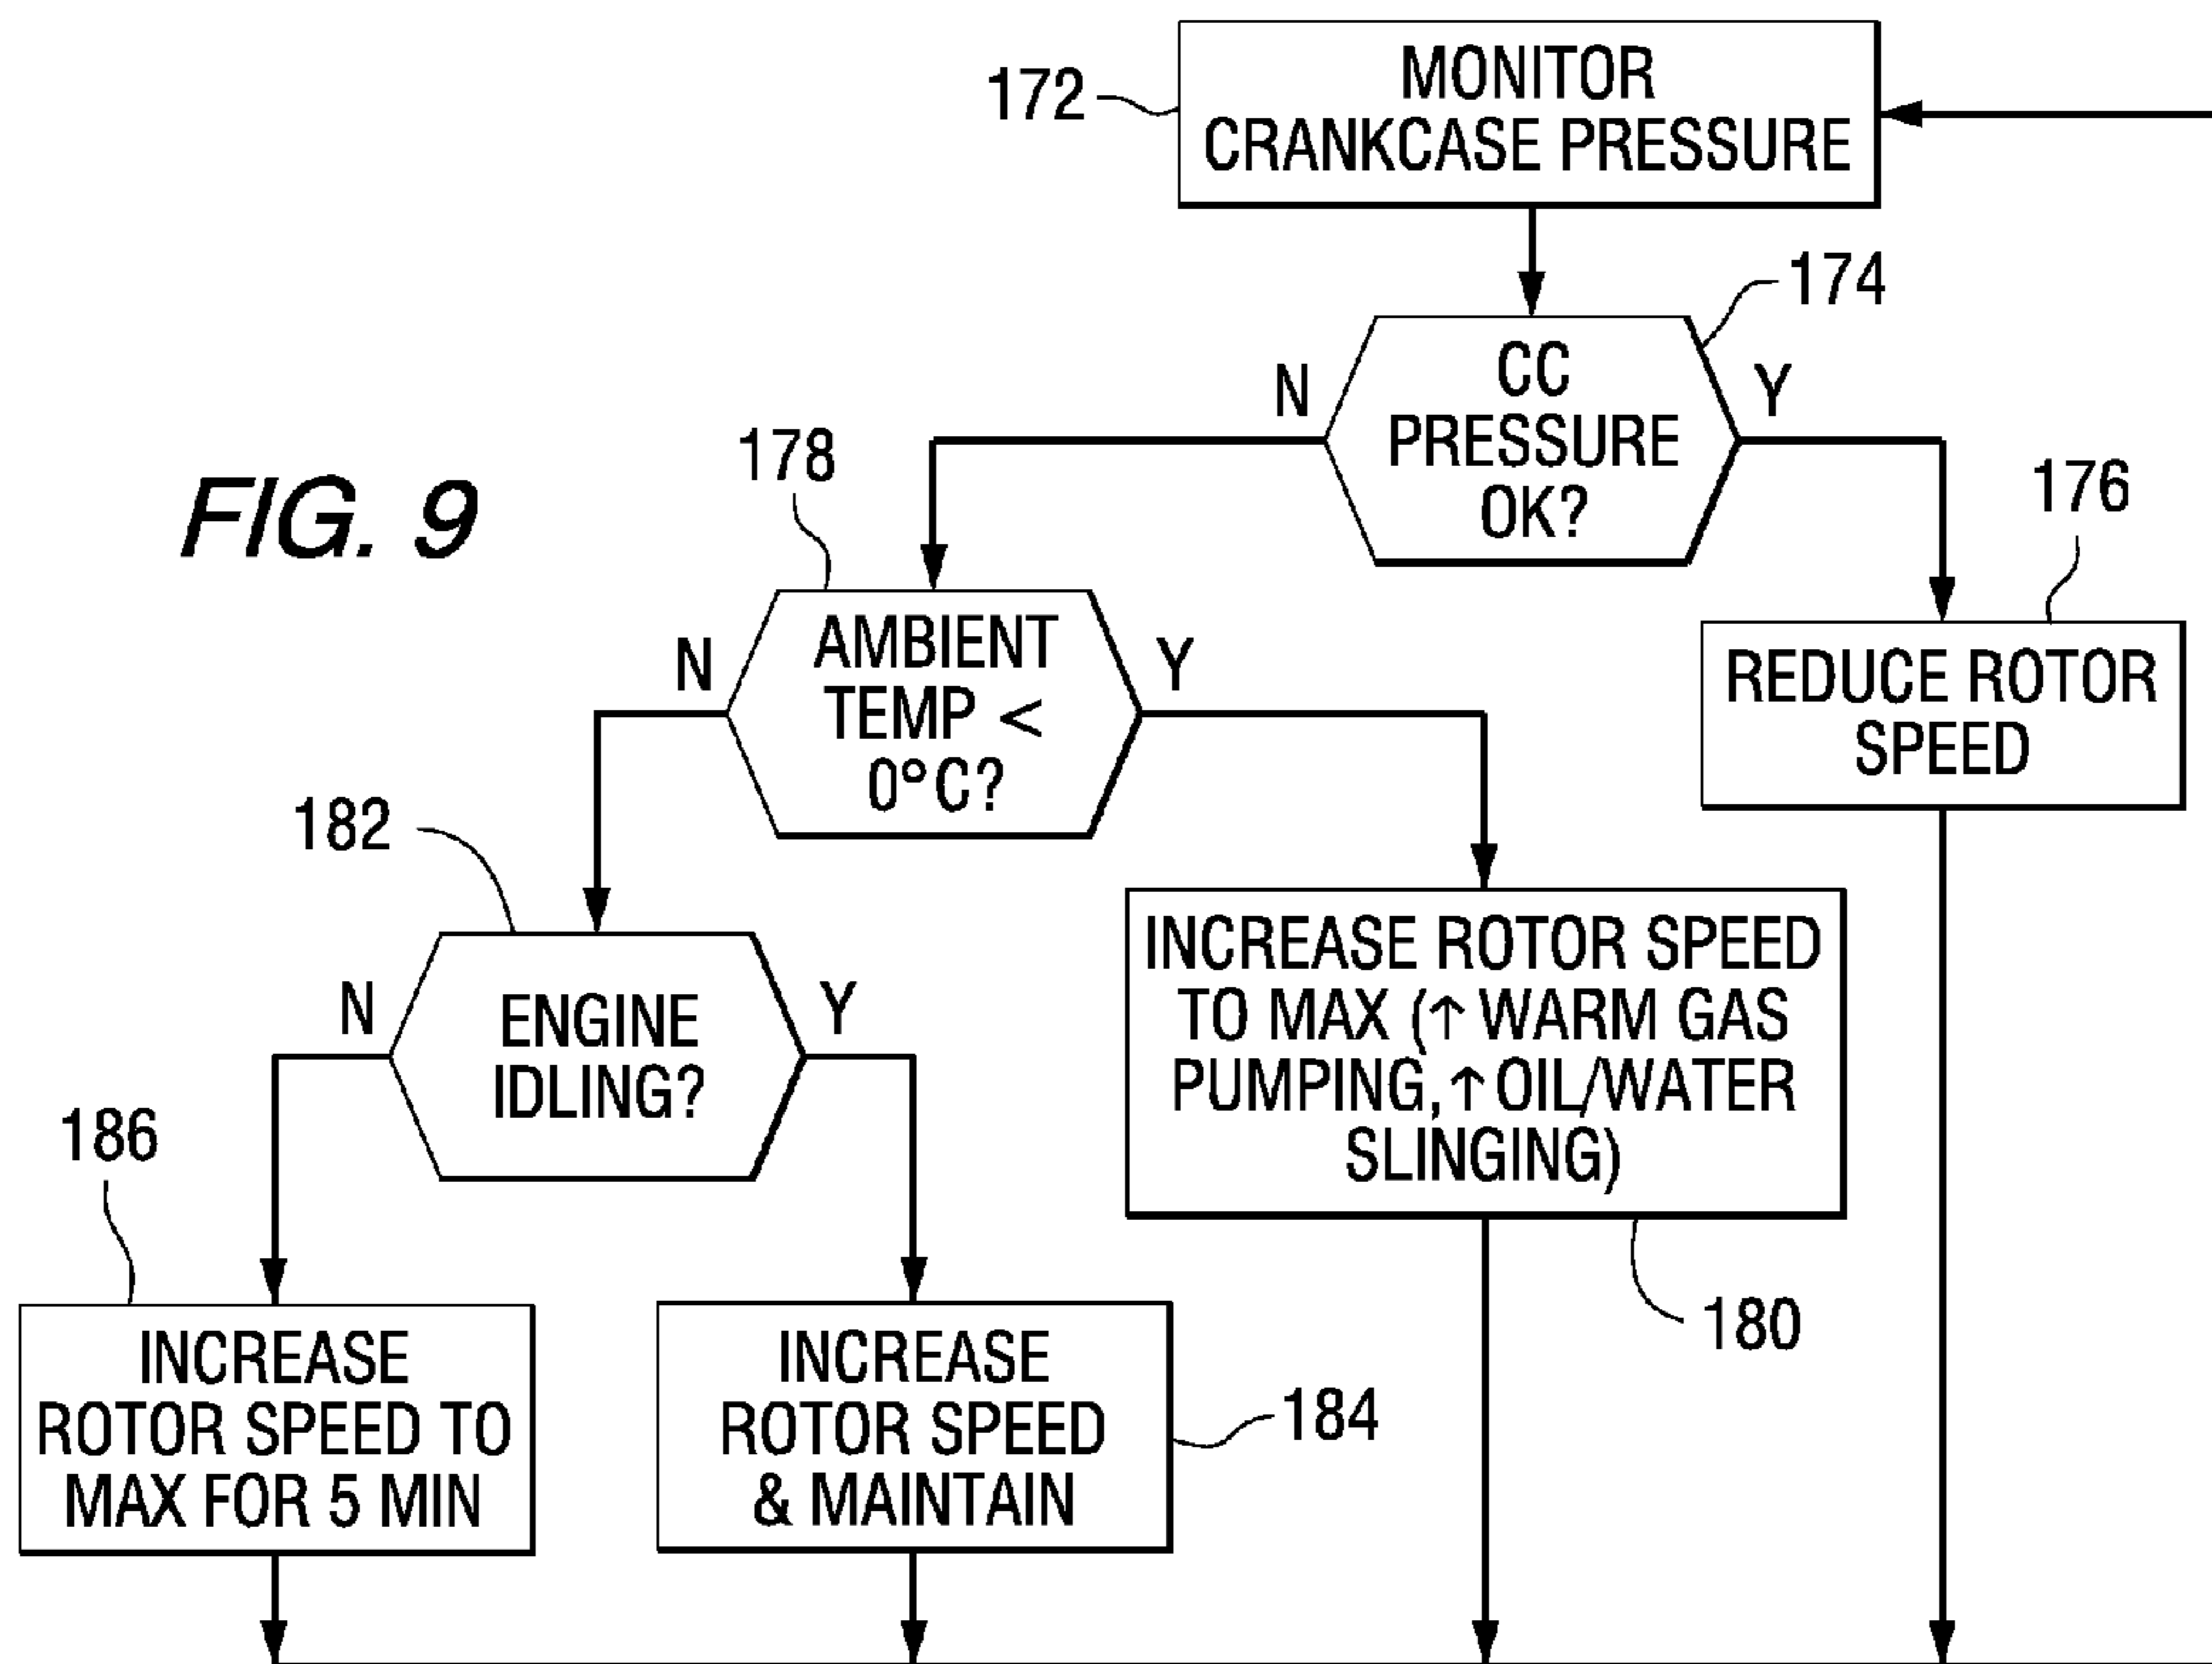 MONITOR
CRANKCASE PRESSURE
172
174
CC
PRESSURE
OK?
N
Y
FIG. 9
178
176
AMBIENT
TEMP <
0°C?
N
Y
REDUCE ROTOR
SPEED
182
ENGINE
IDLING?
N
Y
INCREASE ROTOR SPEED
TO MAX (↑ WARM GAS
PUMPING,↑ OIL/WATER
SLINGING)
186
180
INCREASE
ROTOR SPEED TO
MAX FOR 5 MIN
INCREASE
ROTOR SPEED
& MAINTAIN
184